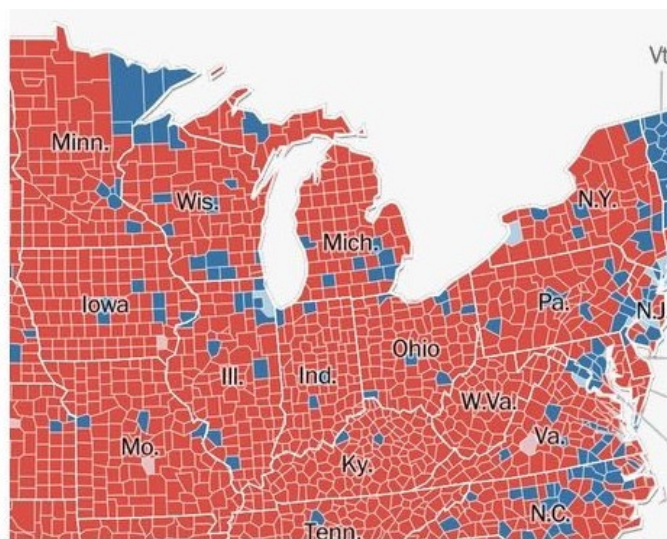 Vt
Minn.
Wis.
Mich.
N.Y.
Iowa
Pa.
N.J
Ill.
Ind.
Ohio
W.Va.
Mo.
Ky.
Va.
Tenn.
N.C.